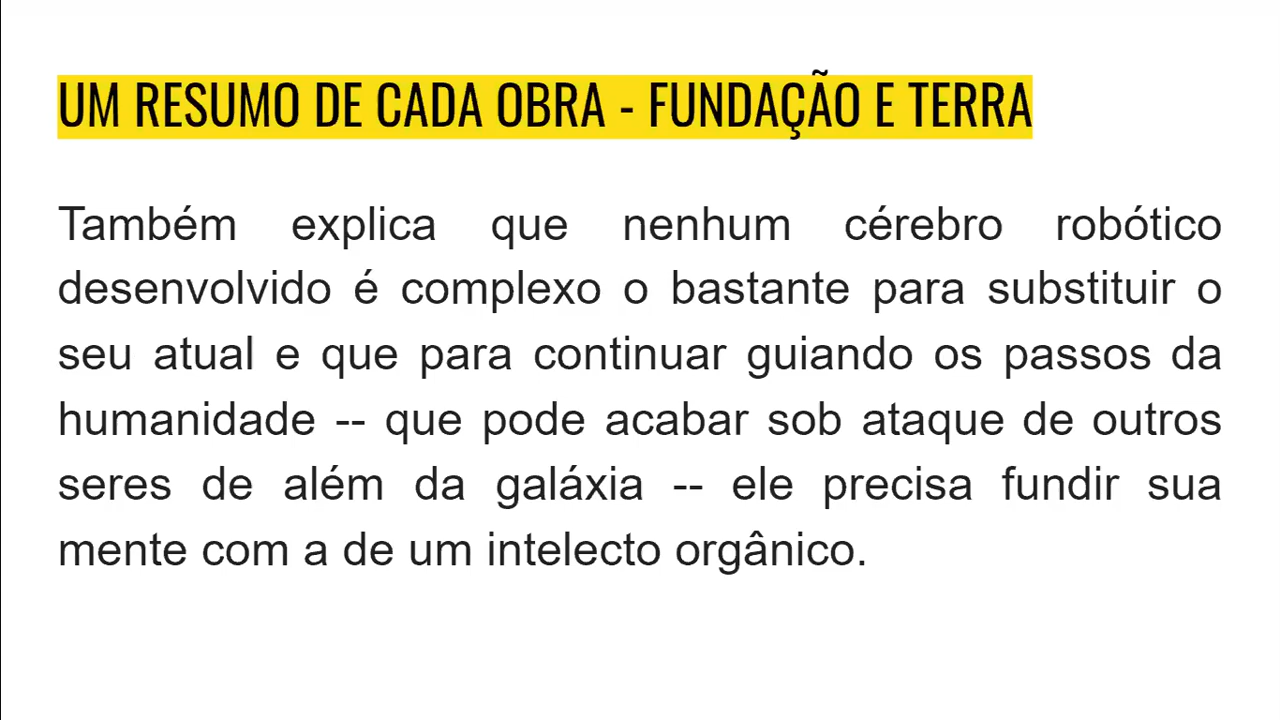 UM RESUMO DE CADA OBRA - FUNDAÇÃO E TERRA
Também explica que nenhum cérebro robótico
desenvolvido é complexo o bastante para substituir o
seu atual e que para continuar guiando os passos da
humanidade -- que pode acabar sob ataque de outros
seres de além da galáxia -- ele precisa fundir sua
mente com a de um intelecto orgânico.